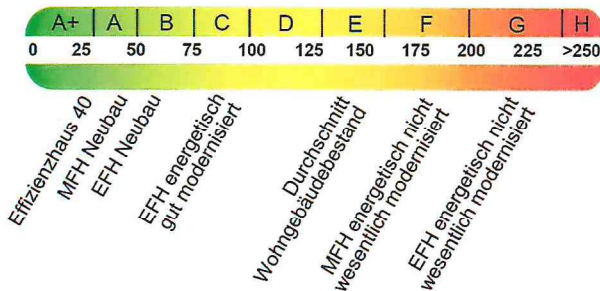 A+ A B C D E F G H
0 25 50 75 100 125 150 175 200 225 >250
Effizienzhaus 40
MFH Neubau
EFH Neubau
EFH energetisch
gut modernisiert
Durchschnitt
Wohngebäudebestand
MFH energetisch nicht
wesentlich modernisiert
EFH energetisch nicht
wesentlich modernisiert